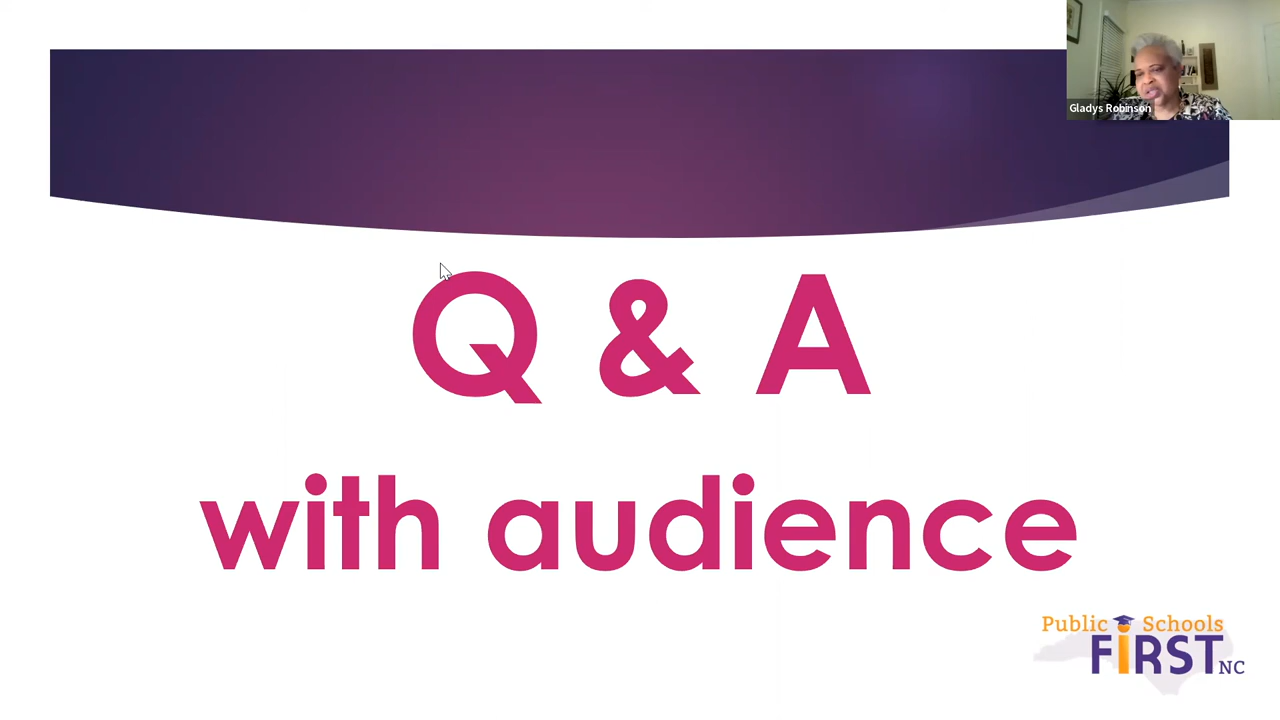 Gladys Robinson
Q & A
with audience
Public Schools
FIRST NC